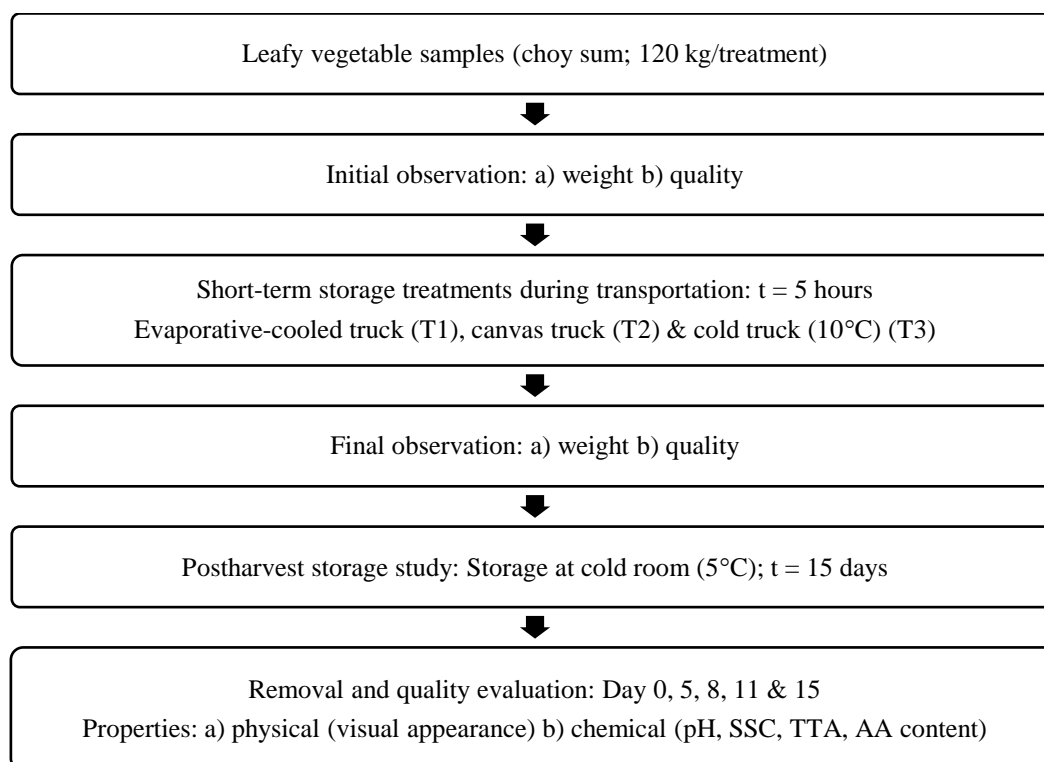 Leafy vegetable samples (choy sum; 120 kg/treatment)
Initial observation: a) weight b) quality
Short-term storage treatments during transportation: t = 5 hours
Evaporative-cooled truck (T1), canvas truck (T2) & cold truck (10°C) (T3)
Final observation: a) weight b) quality
Postharvest storage study: Storage at cold room (5°C); t = 15 days
Removal and quality evaluation: Day 0, 5, 8, 11 & 15
Properties: a) physical (visual appearance) b) chemical (pH, SSC, TTA, AA content)